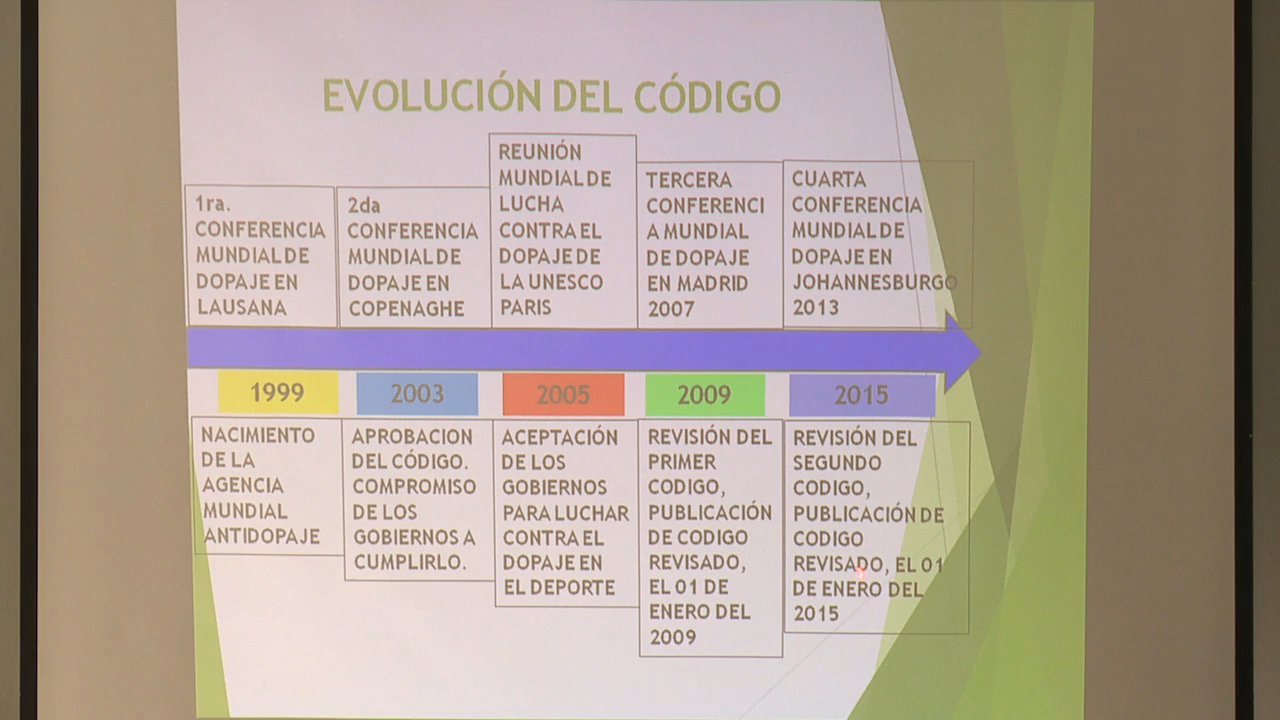 EVOLUCIÓN DEL CÓDIGO
1ra.
CONFERENCIA
MUNDIAL DE
DOPAJE EN
LAUSANA
2da
CONFERENCIA
MUNDIAL DE
DOPAJE EN
COPENAGHE
REUNIÓN
MUNDIAL DE
LUCHA
CONTRA EL
DOPAJE DE
LA UNESCO
PARIS
TERCERA
CONFERENCI
A MUNDIAL
DE DOPAJE
EN MADRID
2007
CUARTA
CONFERENCIA
MUNDIAL DE
DOPAJE EN
JOHANNESBURGO
2013
1999
2003
2005
2009
2015
NACIMIENTO
DE LA
AGENCIA
MUNDIAL
ANTIDOPAJE
APROBACION
DEL CÓDIGO.
COMPROMISO
DE LOS
GOBIERNOS A
CUMPLIRLO.
ACEPTACIÓN
DE LOS
GOBIERNOS
PARA LUCHAR
CONTRA EL
DOPAJE EN
EL DEPORTE
REVISIÓN DEL
PRIMER
CODIGO,
PUBLICACIÓN
DE CODIGO
REVISADO,
EL 01 DE
ENERO DEL
2009
REVISIÓN DEL
SEGUNDO
CODIGO,
PUBLICACIÓN DE
CODIGO
REVISADO, EL 01
DE ENERO DEL
2015